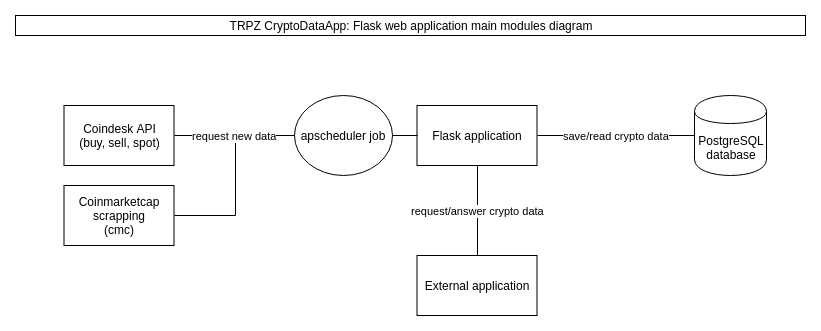 TRPZ CryptoDataApp: Flask web application main modules diagram
Coindesk API
(buy, sell, spot)
request new data
apscheduler job
Flask application
save/read crypto data
PostgreSQL
database
Coinmarketcap
scrapping
(cmc)
request/answer crypto data
External application